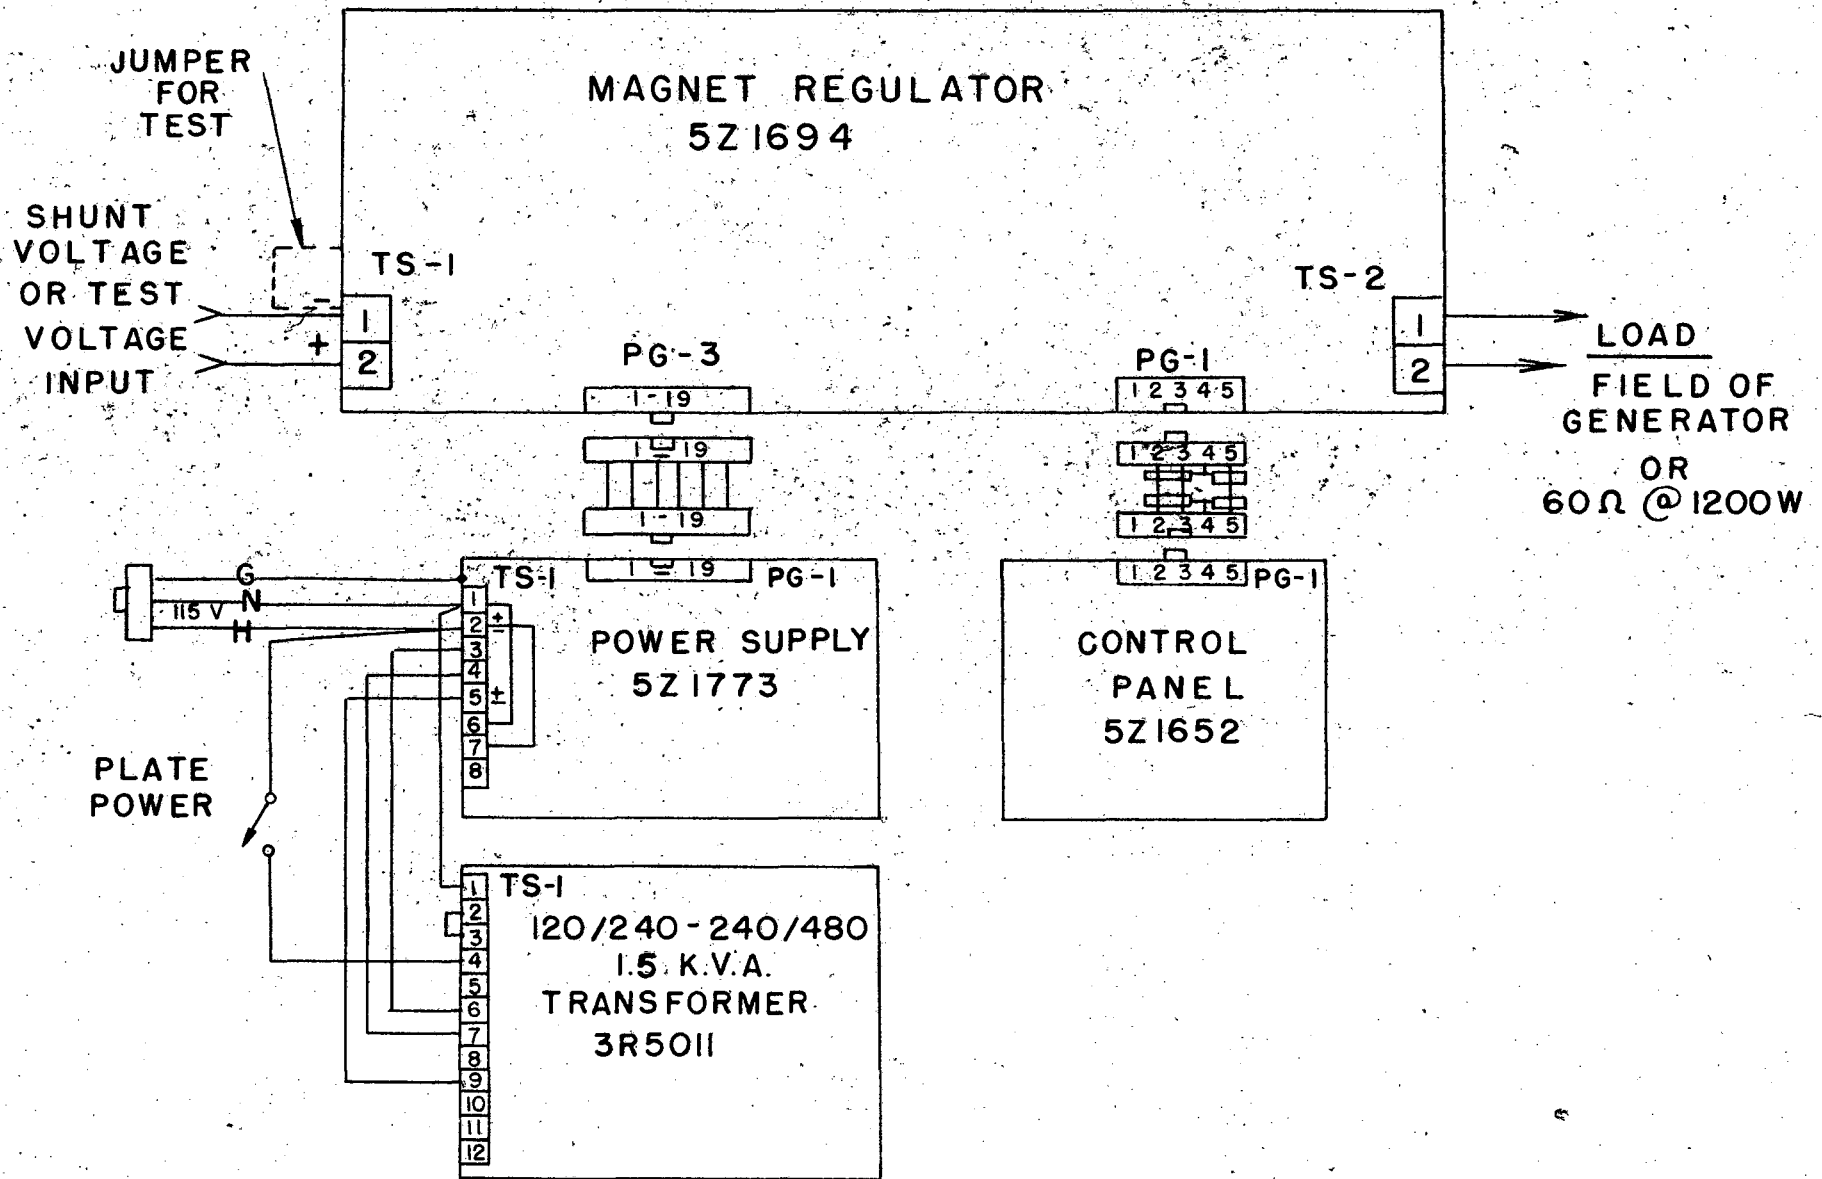 JUMPER
FOR
TEST
MAGNET REGULATOR
5Z1694
SHUNT
VOLTAGE
OR TEST
VOLTAGE
INPUT
TS-1
-
1
+
2
TS-2
1
2
LOAD
FIELD OF
GENERATOR
OR
60Ω @ 1200W
PG-3
1-19
1-19
1-19
1-19
PG-1
1 2 3 4 5
1 2 3 4 5
1 2 3 4 5
1 2 3 4 5
PG-1
G
N
115 V
H
TS-1
PG-1
1
2
3
4
5
6
7
8
±
±
POWER SUPPLY
5Z1773
CONTROL
PANEL
5Z1652
PLATE
POWER
TS-1
1
2
3
4
5
6
7
8
9
10
11
12
120/240-240/480
1.5 K.V.A.
TRANSFORMER
3R5011